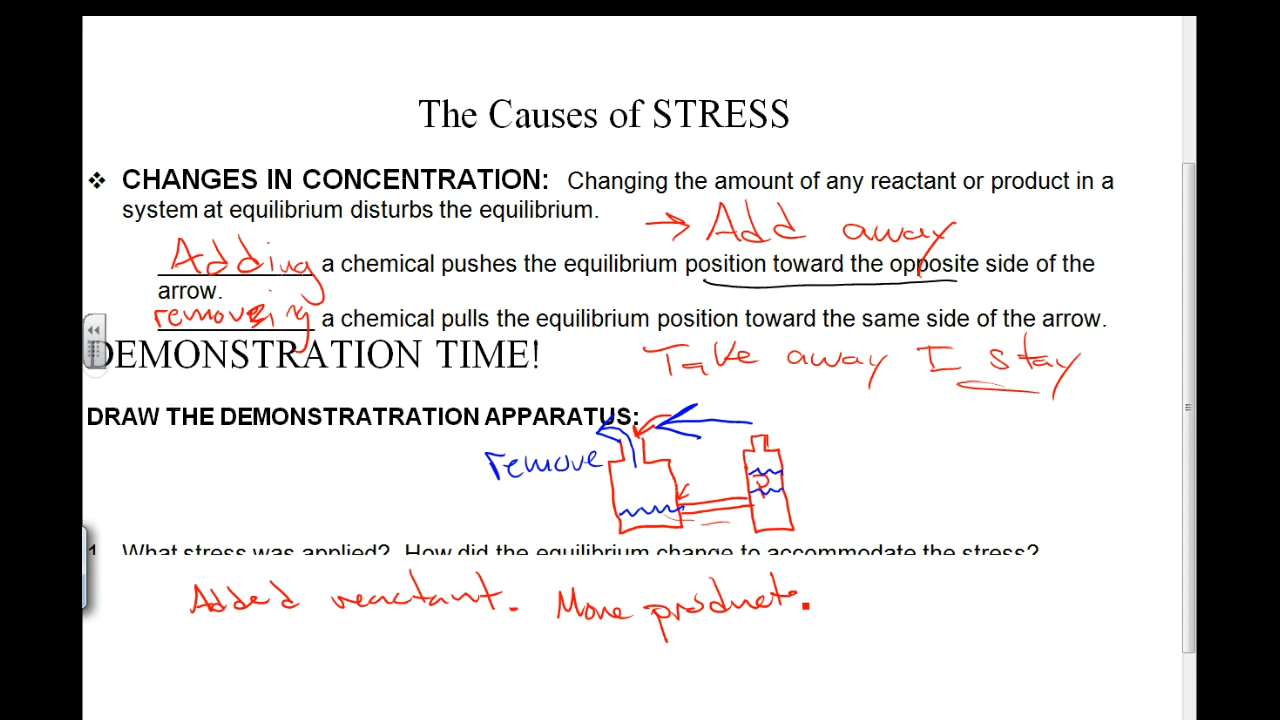 The Causes of STRESS
❖ CHANGES IN CONCENTRATION: Changing the amount of any reactant or product in a
system at equilibrium disturbs the equilibrium.
→ Add away
Adding a chemical pushes the equilibrium position toward the opposite side of the
arrow.
removing a chemical pulls the equilibrium position toward the same side of the arrow.
DEMONSTRATION TIME!
Take away I stay
DRAW THE DEMONSTRATRATION APPARATUS:
remove
P
1. What stress was applied? How did the equilibrium change to accommodate the stress?
Added reactant. More product.